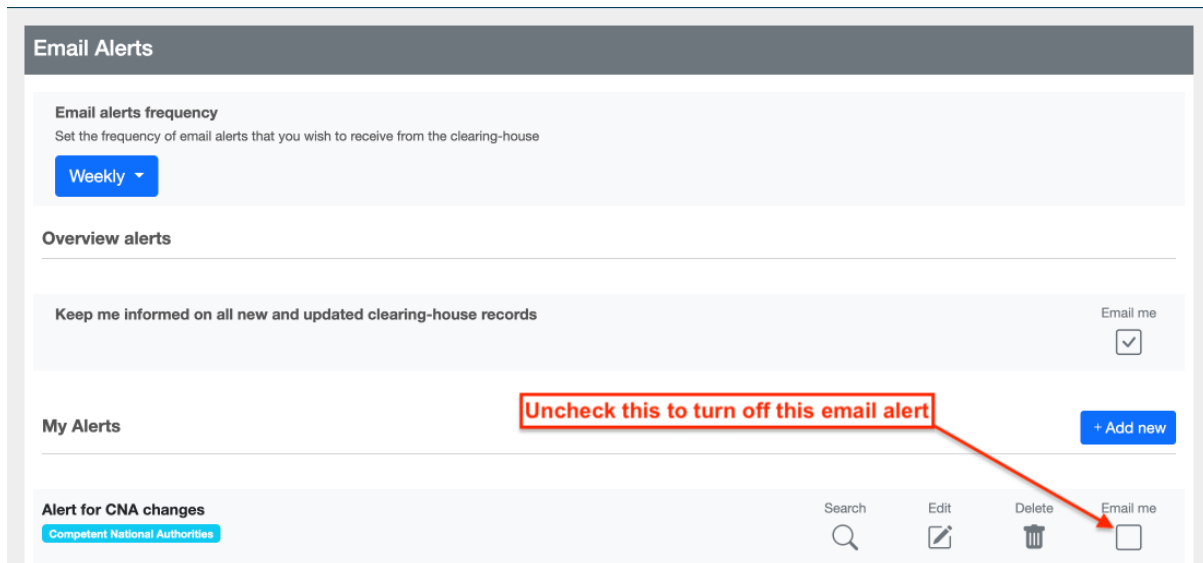 Email Alerts
Email alerts frequency
Set the frequency of email alerts that you wish to receive from the clearing-house
Weekly
Overview alerts
Keep me informed on all new and updated clearing-house records
Email me
Uncheck this to turn off this email alert
My Alerts
+ Add new
Alert for CNA changes
Search Edit Delete Email me
Competent National Authorities